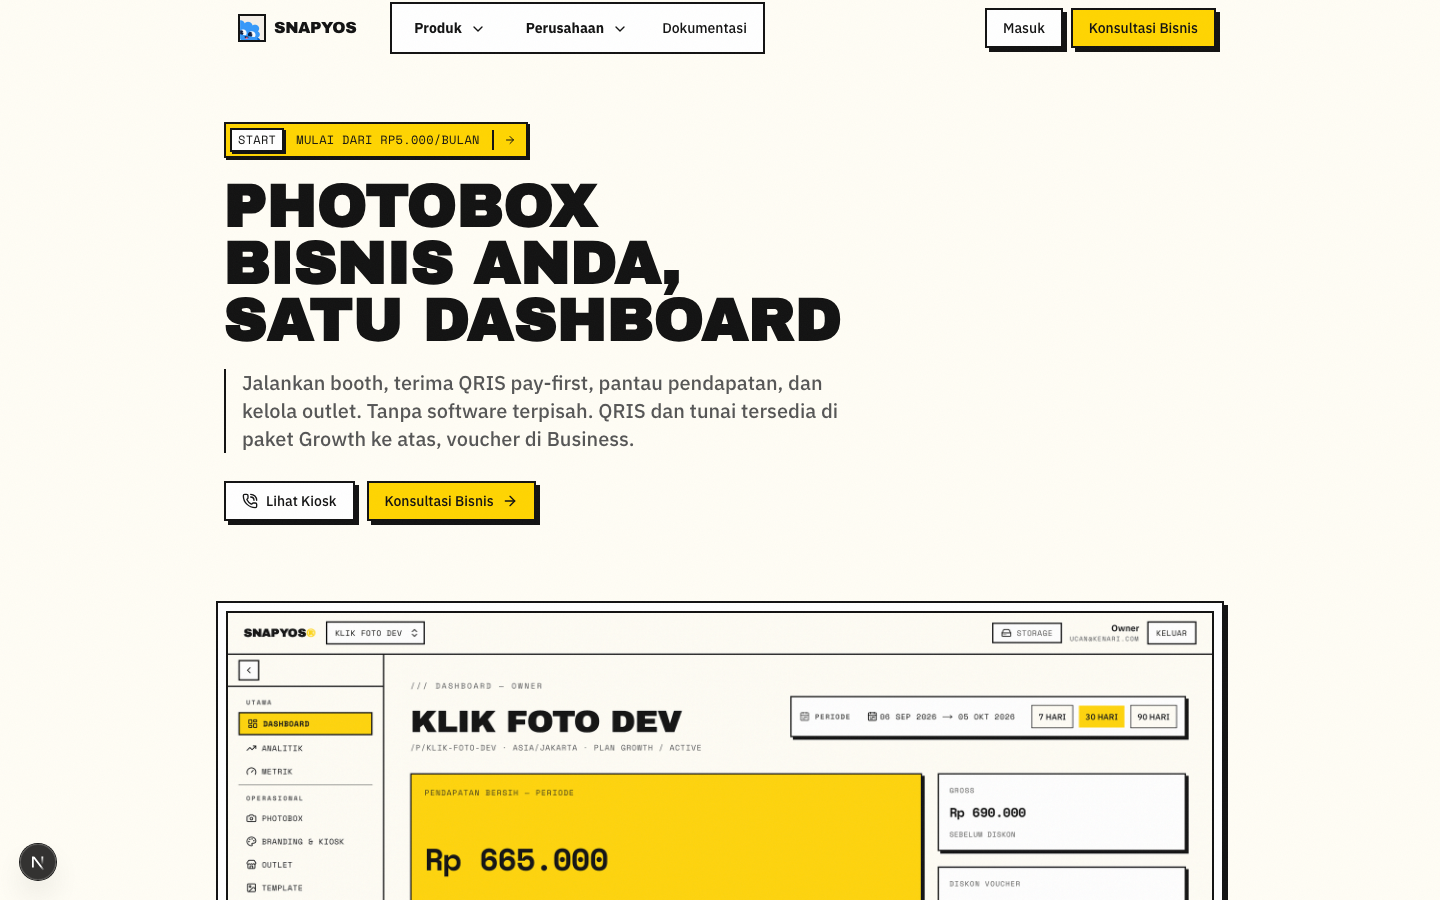 SNAPYOS
Produk
Perusahaan
Dokumentasi
Masuk
Konsultasi Bisnis
START MULAI DARI RP5.000/BULAN
PHOTOBOX
BISNIS ANDA,
SATU DASHBOARD
Jalankan booth, terima QRIS pay-first, pantau pendapatan, dan
kelola outlet. Tanpa software terpisah. QRIS dan tunai tersedia di
paket Growth ke atas, voucher di Business.
Lihat Kiosk
Konsultasi Bisnis
SNAPYOS
KLIK FOTO DEV
STORAGE
Owner
UCAN@KENARI.COM
KELUAR
UTAMA
DASHBOARD
ANALITIK
METRIK
OPERASIONAL
PHOTOBOX
BRANDING & KIOSK
OUTLET
TEMPLATE
/// DASHBOARD — OWNER
KLIK FOTO DEV
/P/KLIK-FOTO-DEV · ASIA/JAKARTA · PLAN GROWTH / ACTIVE
PERIODE
06 SEP 2026 → 05 OKT 2026
7 HARI
30 HARI
90 HARI
PENDAPATAN BERSIH — PERIODE
Rp 665.000
GROSS
Rp 690.000
SEBELUM DISKON
DISKON VOUCHER
N